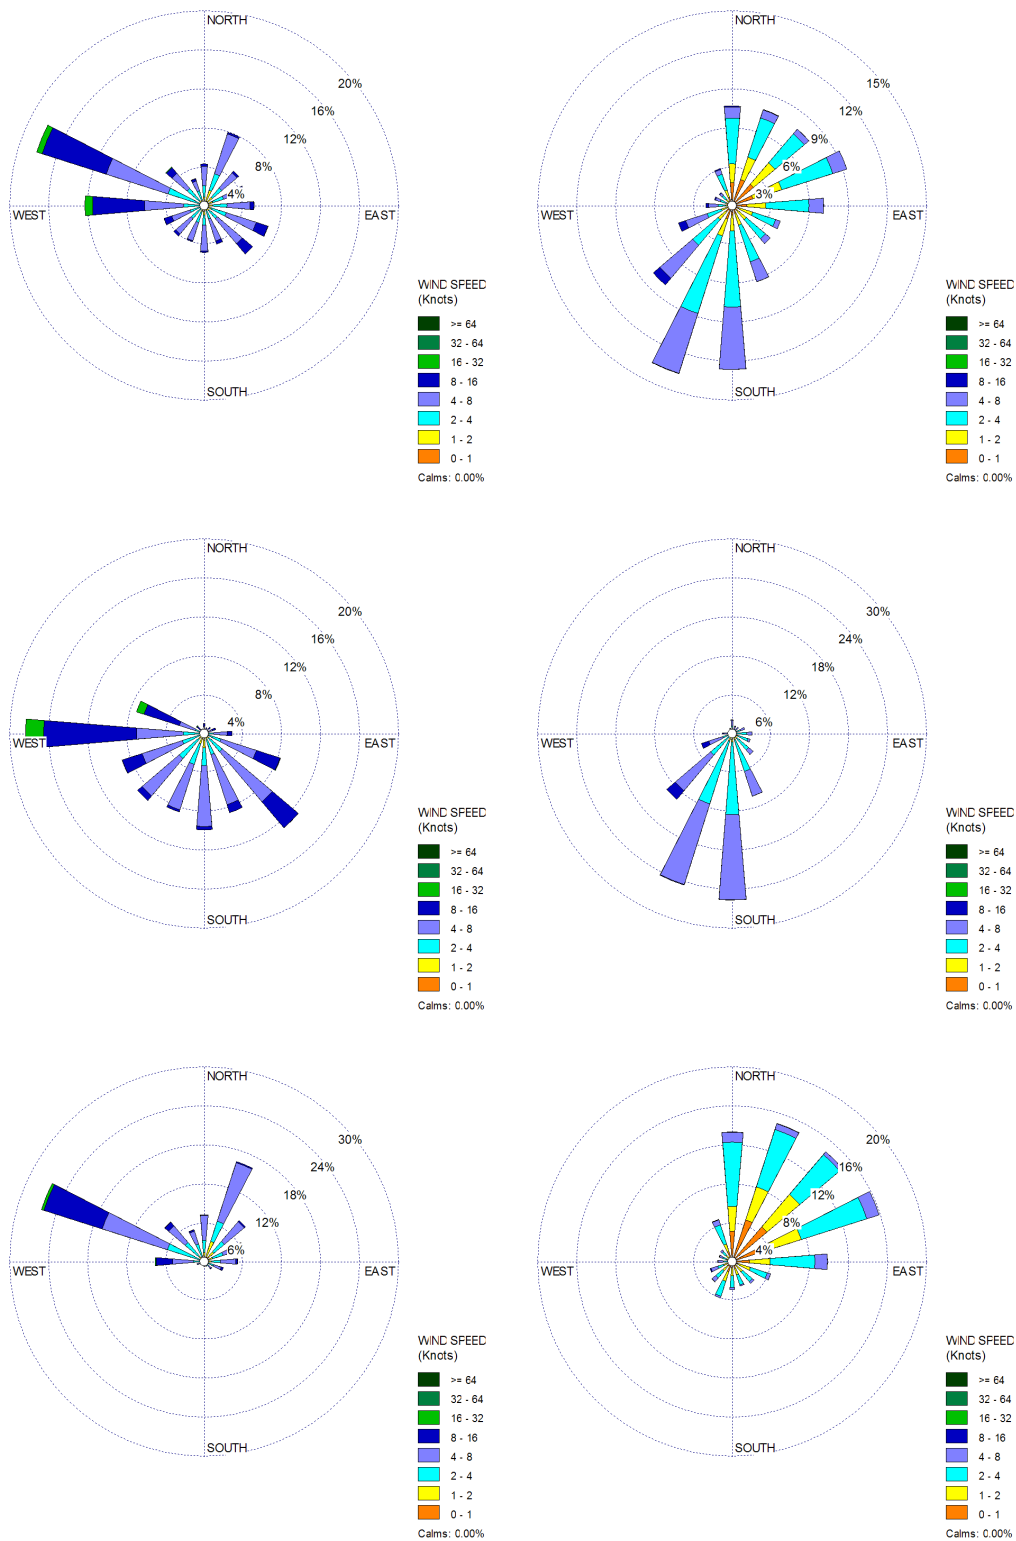 NORTH
20%
16%
12%
8%
4%
WEST
EAST
SOUTH
WIND SPEED
(Knots)
>= 64
32 - 64
16 - 32
8 - 16
4 - 8
2 - 4
1 - 2
0 - 1
Calms: 0.00%
NORTH
15%
12%
9%
6%
3%
WEST
EAST
SOUTH
WIND SPEED
(Knots)
>= 64
32 - 64
16 - 32
8 - 16
4 - 8
2 - 4
1 - 2
0 - 1
Calms: 0.00%
NORTH
20%
16%
12%
8%
4%
WEST
EAST
SOUTH
WIND SPEED
(Knots)
>= 64
32 - 64
16 - 32
8 - 16
4 - 8
2 - 4
1 - 2
0 - 1
Calms: 0.00%
NORTH
30%
24%
18%
12%
6%
WEST
EAST
SOUTH
WIND SPEED
(Knots)
>= 64
32 - 64
16 - 32
8 - 16
4 - 8
2 - 4
1 - 2
0 - 1
Calms: 0.00%
NORTH
30%
24%
18%
12%
6%
WEST
EAST
SOUTH
WIND SPEED
(Knots)
>= 64
32 - 64
16 - 32
8 - 16
4 - 8
2 - 4
1 - 2
0 - 1
Calms: 0.00%
NORTH
20%
16%
12%
8%
4%
WEST
EAST
SOUTH
WIND SPEED
(Knots)
>= 64
32 - 64
16 - 32
8 - 16
4 - 8
2 - 4
1 - 2
0 - 1
Calms: 0.00%